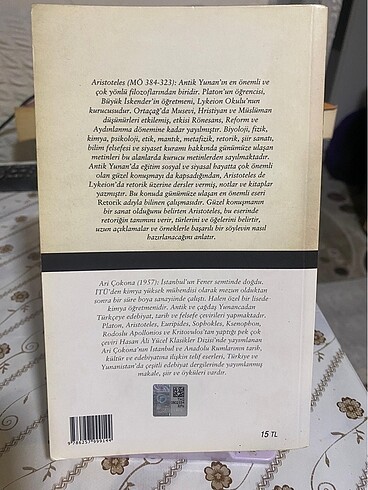 Aristoteles (MÖ 384-323): Antik Yunan'ın en önemli ve
çok yönlü filozoflarından biridir. Platon'un öğrencisi,
Büyük İskender'in öğretmeni, Lykeion Okulu'nun
kurucusudur. Ortaçağ'da Musevi, Hristiyan ve Müslüman
düşünürleri etkilemiş, etkisi Rönesans, Reform ve
Aydınlanma dönemine kadar yayılmıştır. Biyoloji, fizik,
kimya, psikoloji, etik, mantık, metafizik, retorik, şiir sanatı,
bilim felsefesi ve siyaset kuramı hakkında günümüze ulaşan
metinleri bu alanlarda kurucu metinlerden sayılmaktadır.
Antik Yunan'da eğitim sosyal ve siyasal hayatta çok önemli
olan güzel konuşmayı da kapsadığından, Aristoteles de
Lykeion'da retorik üzerine dersler vermiş, notlar ve kitaplar
yazmıştır. Bu konuda günümüze ulaşan en önemli eseri
Retorik adıyla bilinen çalışmasıdır. Güzel konuşmanın
bir sanat olduğunu belirten Aristoteles, bu eserinde
retoriğin tanımını verir, türlerini ve öğelerini belirtir,
uzun açıklamalar ve örneklerle başarılı bir söylevin nasıl
hazırlanacağını anlatır.
Ari Çokona (1957): İstanbul'un Fener semtinde doğdu.
İTÜ'den kimya yüksek mühendisi olarak mezun olduktan
sonra bir süre boya sanayiinde çalıştı. Halen özel bir lisede
kimya öğretmenidir. Antik ve çağdaş Yunancadan
Türkçeye edebiyat, tarih ve felsefe çevirileri yapmaktadır.
Platon, Aristoteles, Euripides, Sophokles, Ksenophon,
Rodoslu Apollonios ve Kritovulos'tan yaptığı pek çok
çeviri Hasan Âli Yücel Klasikler Dizisi'nde yayımlanan
Ari Çokona'nın İstanbul ve Anadolu Rumlarının tarih,
kültür ve edebiyatına ilişkin telif eserleri, Türkiye ve
Yunanistan'da çeşitli edebiyat dergilerinde yayımlanmış
makale, şiir ve öyküleri vardır.
15 TL